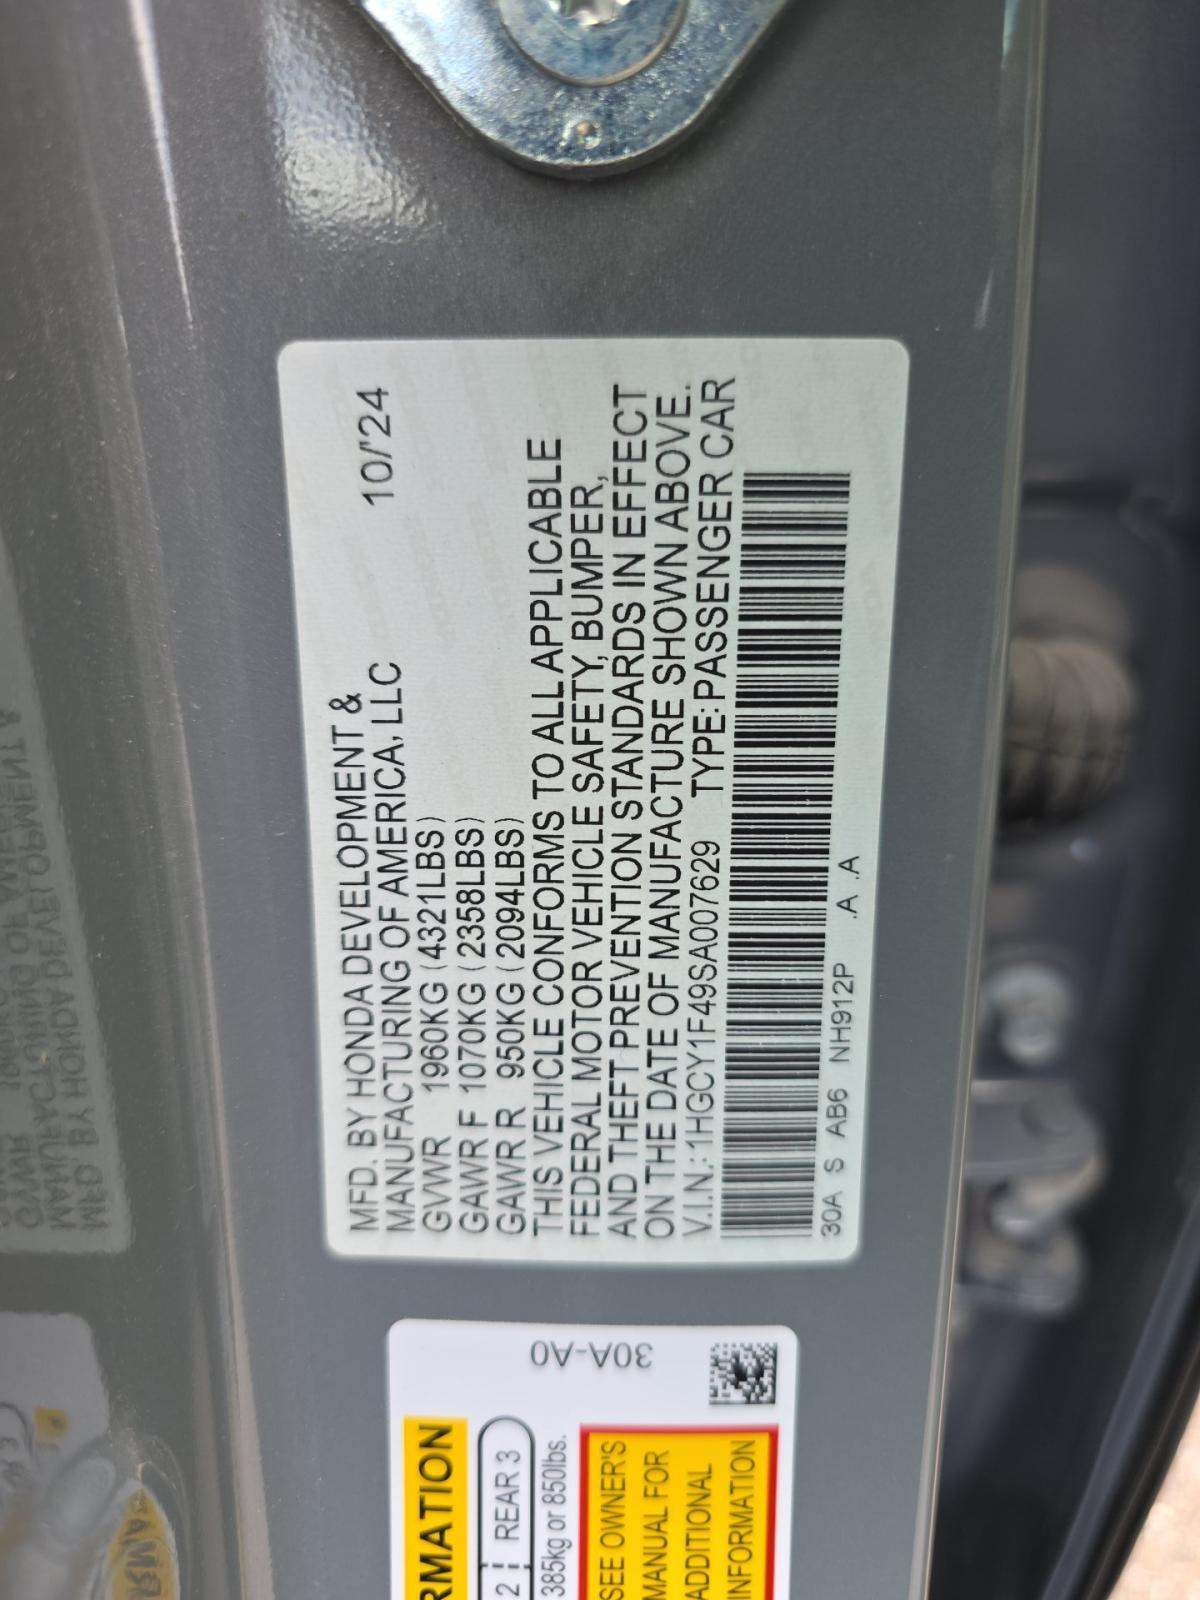 MFD. BY HONDA DEVELOPMENT &
MANUFACTURING OF AMERICA, LLC 10/'24
GVWR 1960KG (4321LBS)
GAWR F 1070KG (2358LBS)
GAWR R 950KG (2094LBS)
THIS VEHICLE CONFORMS TO ALL APPLICABLE
FEDERAL MOTOR VEHICLE SAFETY, BUMPER,
AND THEFT PREVENTION STANDARDS IN EFFECT
ON THE DATE OF MANUFACTURE SHOWN ABOVE.
V.I.N.: 1HGCY1F49SA007629 TYPE: PASSENGER CAR
30A S AB6 NH912P .A .A
30A-A0
RMATION
2 REAR 3
385kg or 850lbs.
SEE OWNER'S
MANUAL FOR
ADDITIONAL
INFORMATION